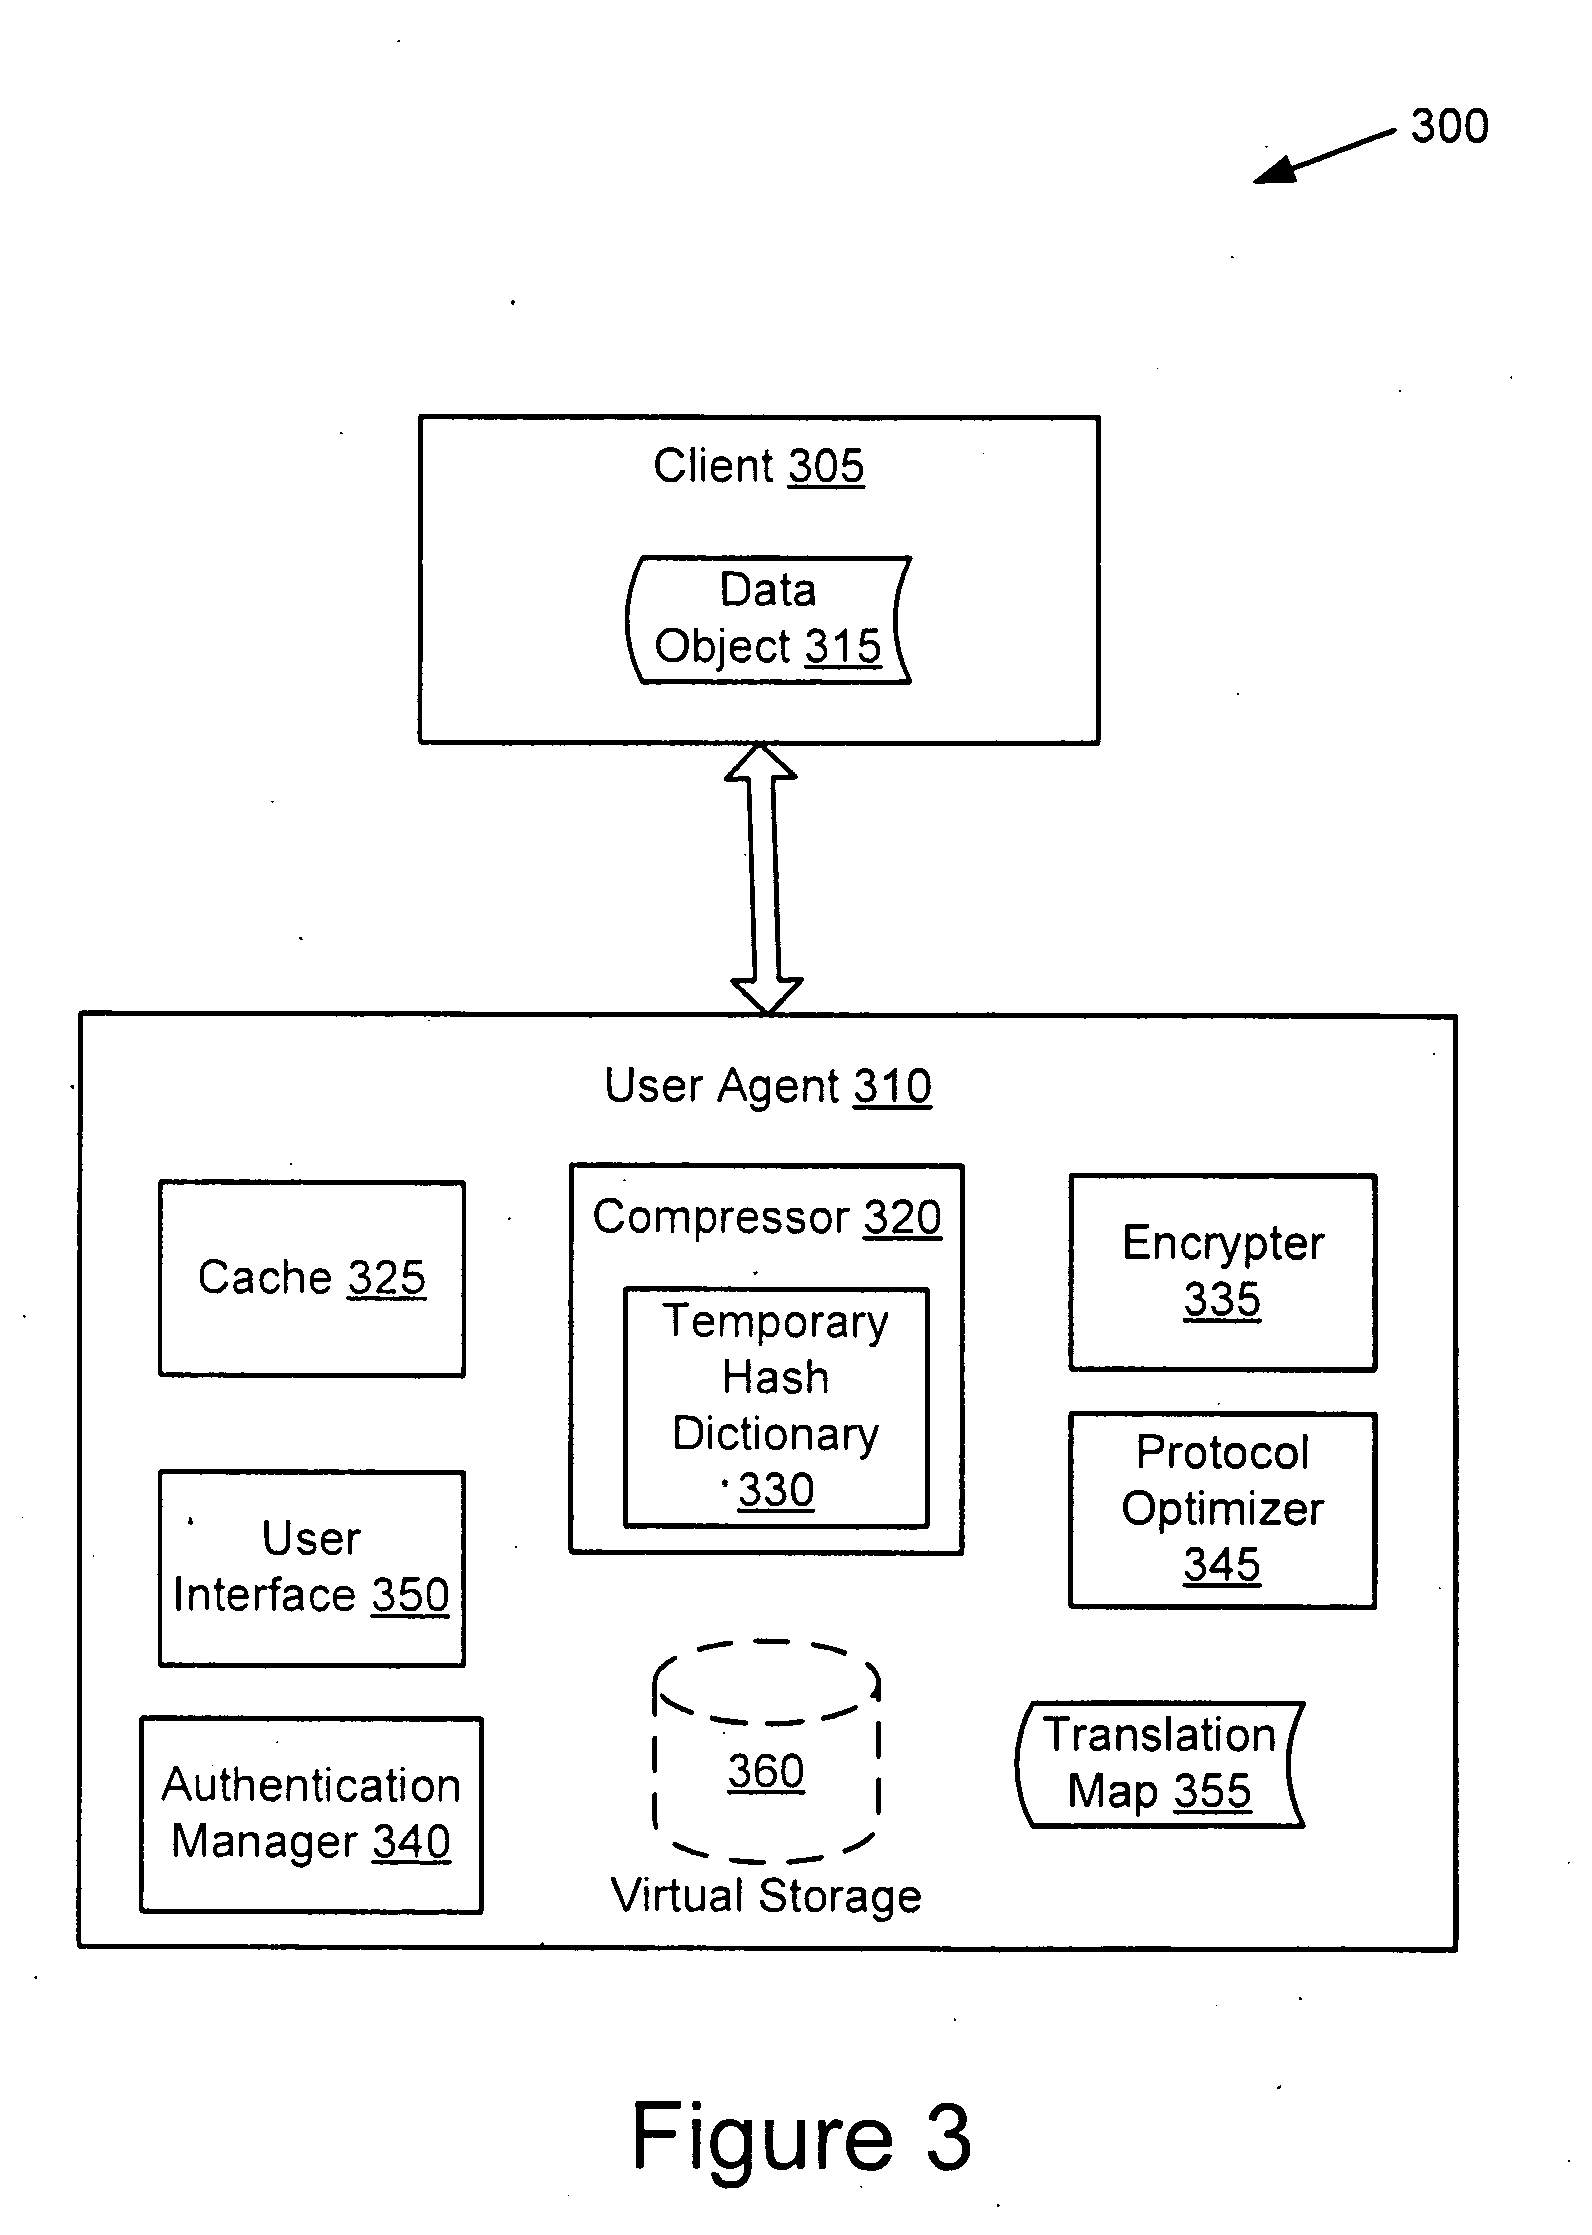 300
Client 305
Data
Object 315
User Agent 310
Cache 325
Compressor 320
Temporary
Hash
Dictionary
330
Encrypter
335
Protocol
Optimizer
345
User
Interface 350
Authentication
Manager 340
360
Virtual Storage
Translation
Map 355
Figure 3